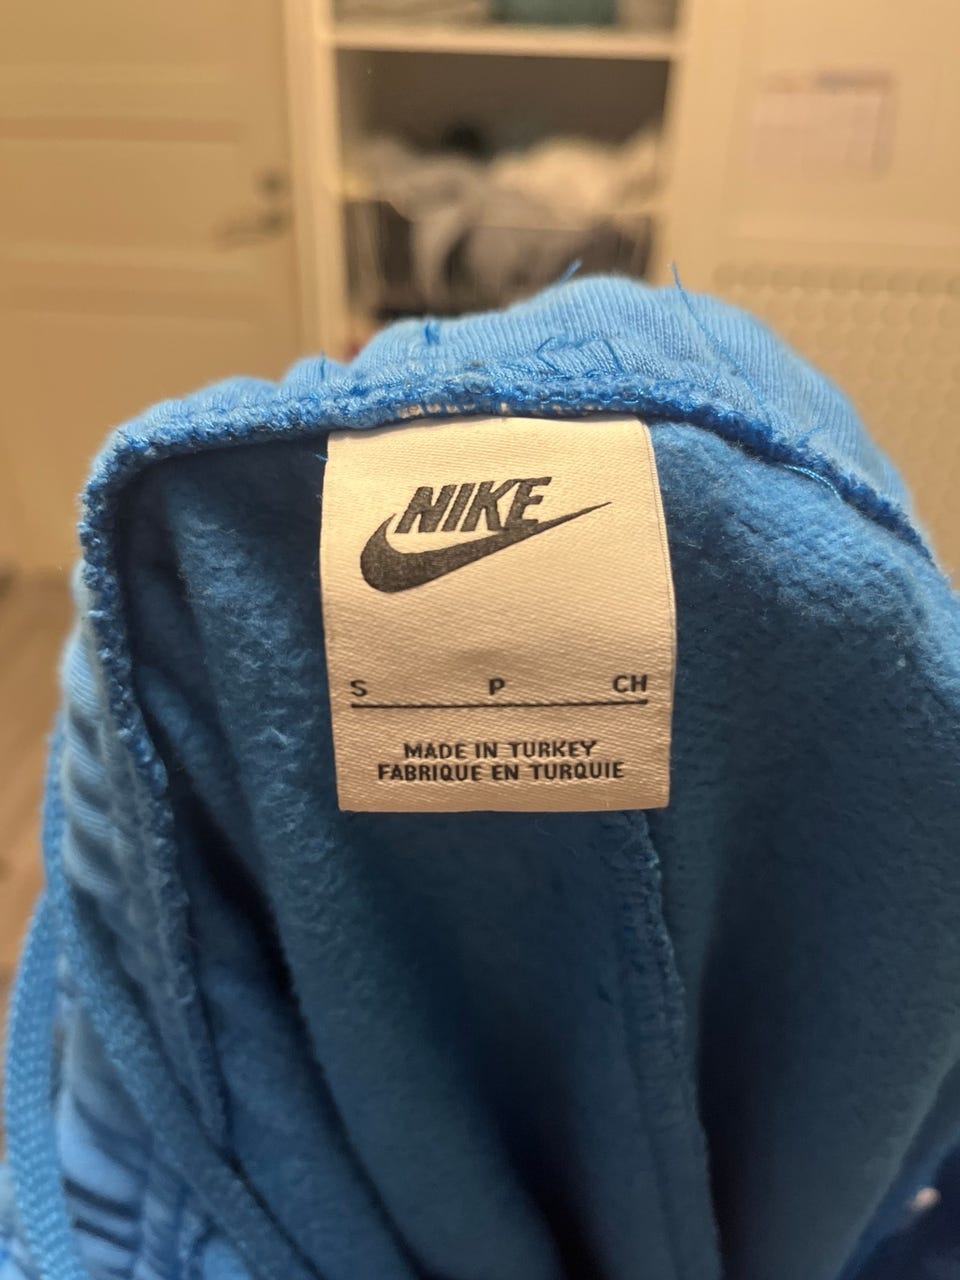 NIKE
S P CH
MADE IN TURKEY
FABRIQUE EN TURQUIE